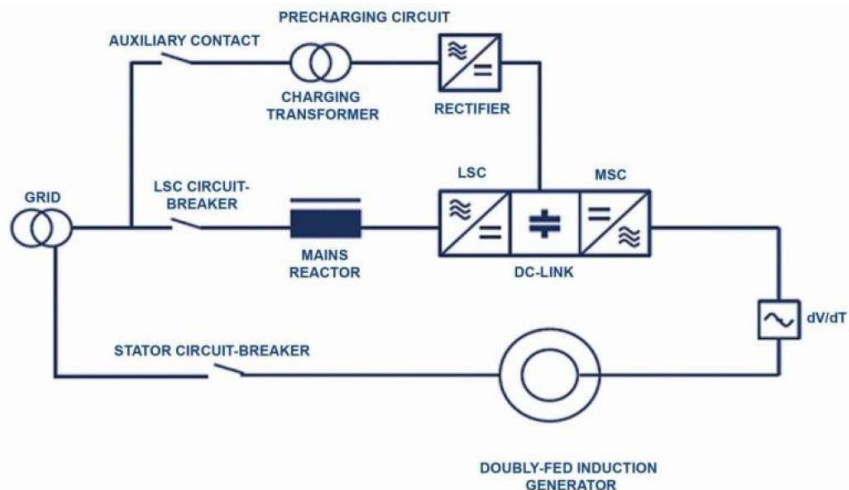 PRECHARGING CIRCUIT
AUXILIARY CONTACT
CHARGING
TRANSFORMER
RECTIFIER
LSC
MSC
GRID
LSC CIRCUIT-
BREAKER
MAINS
REACTOR
DC-LINK
dV/dT
STATOR CIRCUIT-BREAKER
DOUBLY-FED INDUCTION
GENERATOR